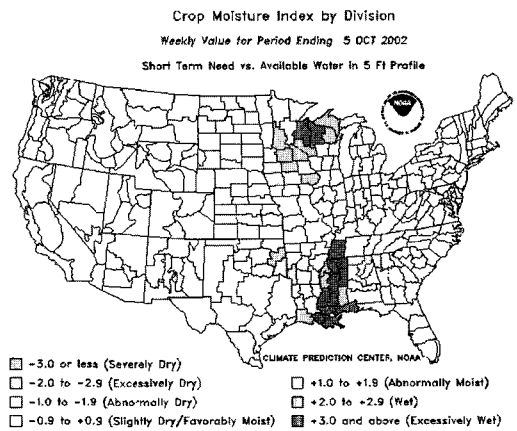 Crop Moisture Index by Division
Weekly Value for Period Ending 5 OCT 2002
Short Term Need vs. Available Water in 5 Ft Profile
NOAA
CLIMATE PREDICTION CENTER, NOAA
-3.0 or less (Severely Dry)
-2.0 to -2.9 (Excessively Dry)
-1.0 to -1.9 (Abnormally Dry)
-0.9 to +0.9 (Slightly Dry/Favorably Moist)
+1.0 to +1.9 (Abnormally Moist)
+2.0 to +2.9 (Wet)
+3.0 and above (Excessively Wet)